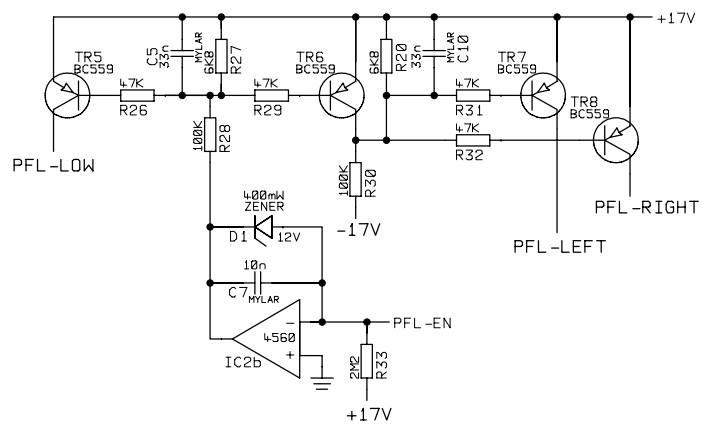 +17V
TR5
BC559
C5
33n
MYLAR
6K8
R27
TR6
BC559
6K8
R20
33n
C10
MYLAR
TR7
BC559
47K
R26
47K
R29
47K
R31
TR8
BC559
100K
R28
47K
R32
PFL-LOW
100K
R30
-17V
PFL-RIGHT
PFL-LEFT
400mW
ZENER
D1
12V
10n
C7
MYLAR
-
PFL-EN
4560
+
IC2b
2M2
R33
+17V